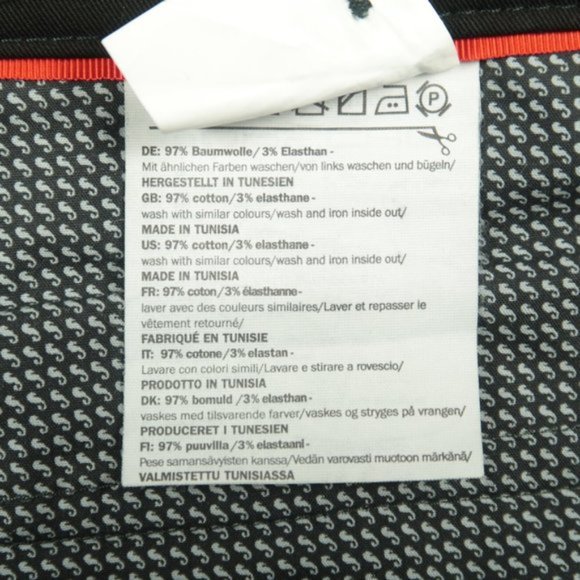 P
DE: 97% Baumwolle/3% Elasthan -
Mit ähnlichen Farben waschen/von links waschen und bügeln/
HERGESTELLT IN TUNESIEN
GB: 97% cotton/3% elasthane -
wash with similar colours/wash and iron inside out/
MADE IN TUNISIA
US: 97% cotton/3% elasthane -
wash with similar colours/wash and iron inside out/
MADE IN TUNISIA
FR: 97% coton/3% élasthanne-
laver avec des couleurs similaires/Laver et repasser le
vêtement retourné/
FABRIQUÉ EN TUNISIE
IT: 97% cotone/3% elastan -
Lavare con colori simili/Lavare e stirare a rovescio/
PRODOTTO IN TUNISIA
DK: 97% bomuld /3% elasthan -
vaskes med tilsvarende farver/vaskes og stryges på vrangen/
PRODUCERET I TUNESIEN
FI: 97% puuvilla/3% elastaani -
Pese samansävyisten kanssa/Vedän varovasti muotoon märkänä/
VALMISTETTU TUNISIASSA